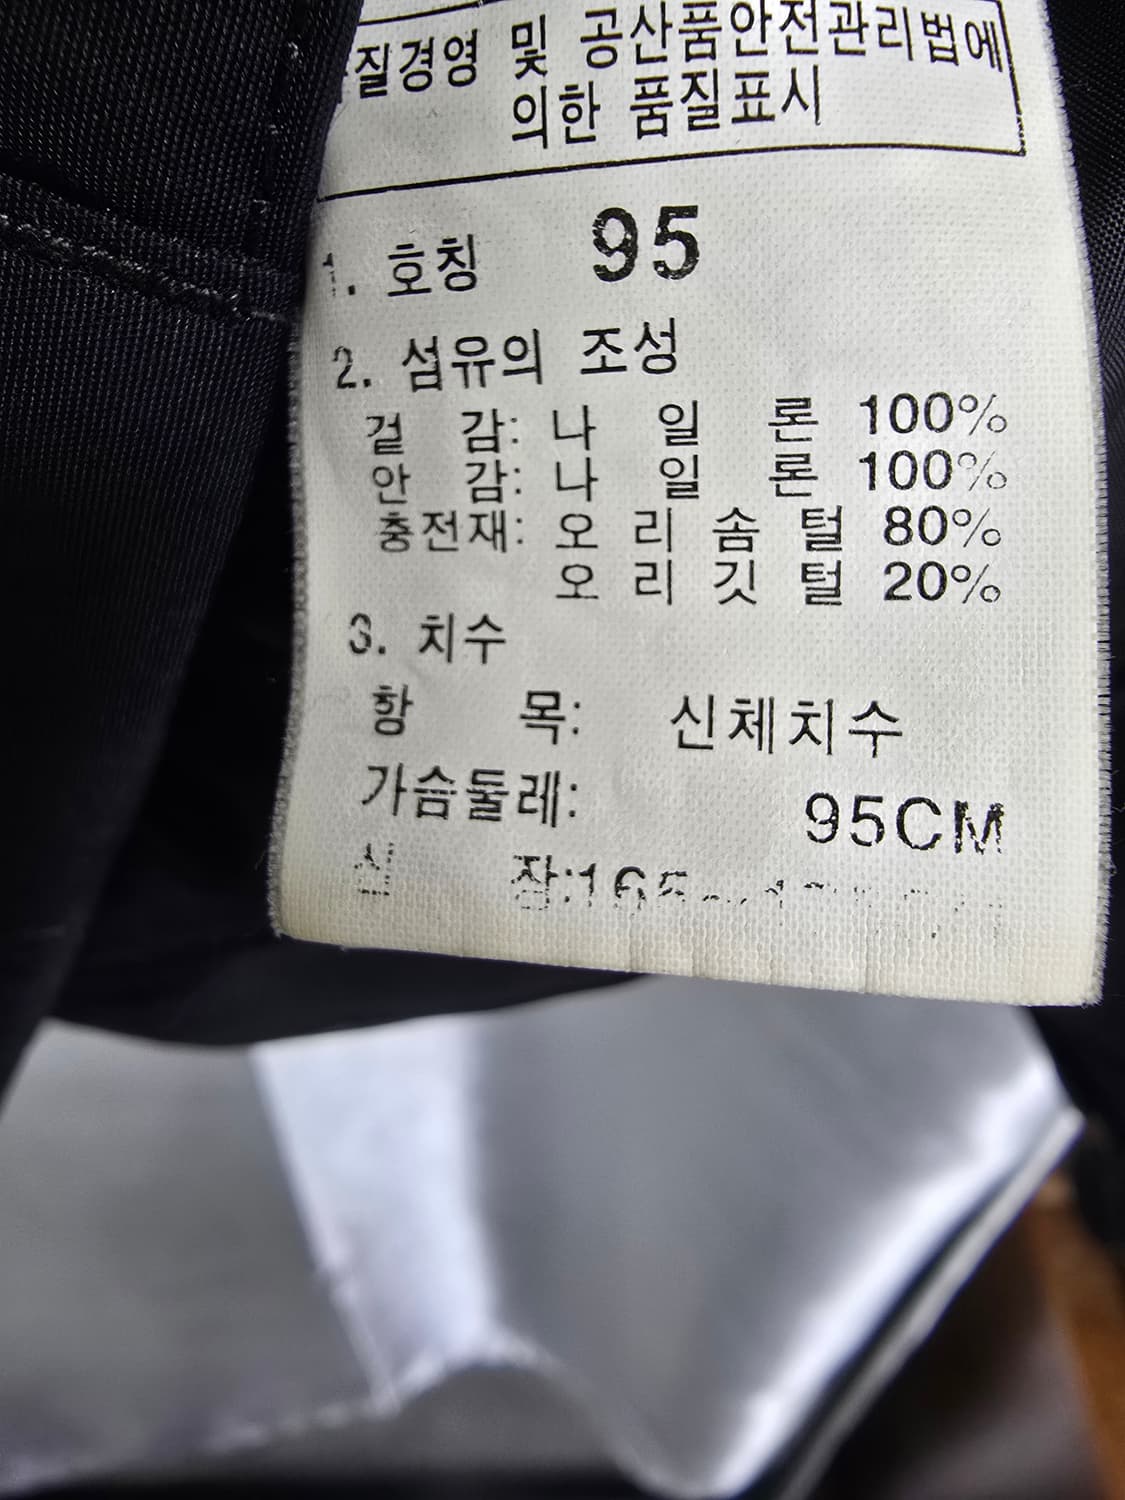 질경영 및 공산품안전관리법에
의한 품질표시
1. 호칭 95
2. 섬유의 조성
겉 감: 나 일 론 100%
안 감: 나 일 론 100%
충전재: 오 리 솜 털 80%
오 리 깃 털 20%
3. 치수
항 목: 신체치수
가슴둘레: 95CM
신 장:165